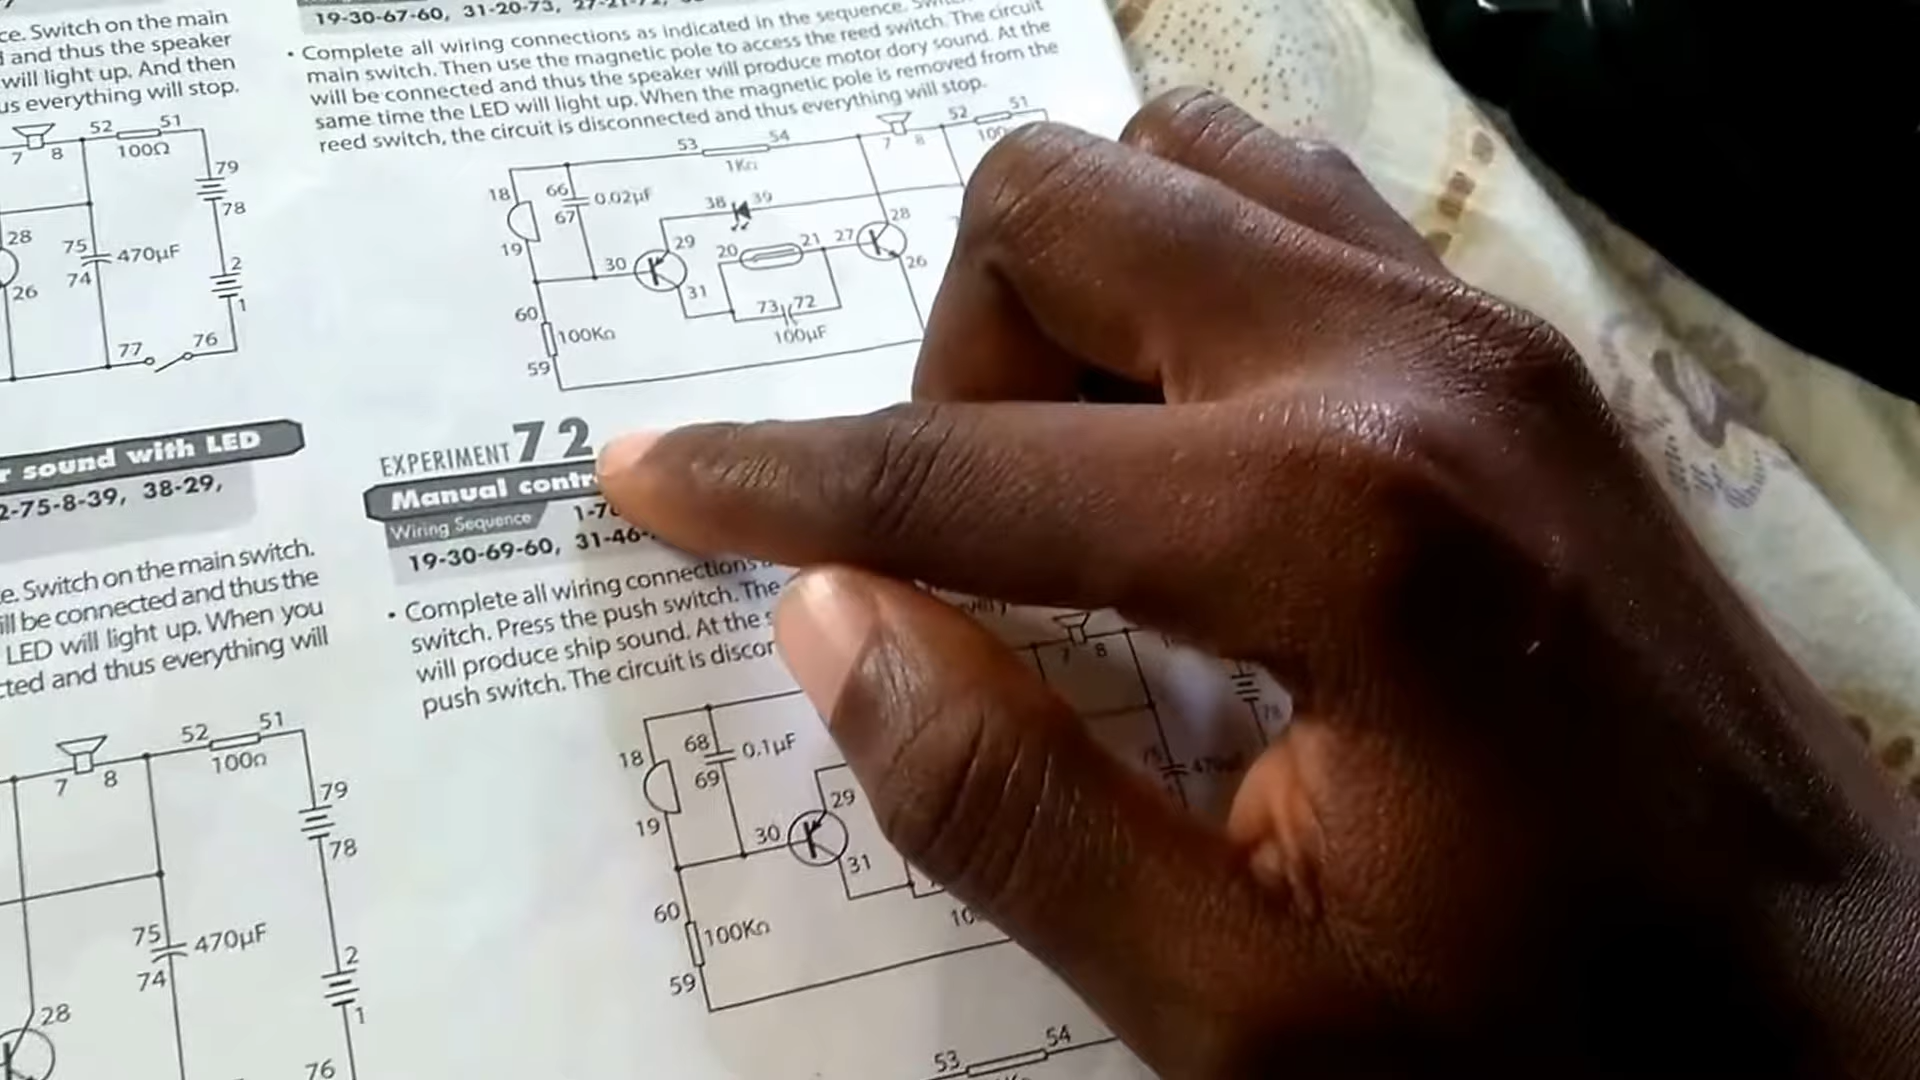 ce. Switch on the main
and thus the speaker
will light up. And then
us everything will stop.
52 51
7 8 100Ω
79
78
28
75 470µF
74
26
2
1
77 76
r sound with LED
2-75-8-39, 38-29,
e. Switch on the main switch.
ill be connected and thus the
LED will light up. When you
cted and thus everything will
52 51
7 8 100Ω
79
78
75 470µF
74
2
1
28
76
19-30-67-60, 31-20-73,
• Complete all wiring connections as indicated in the sequence.
main switch. Then use the magnetic pole to access the reed switch. The circuit
will be connected and thus the speaker will produce motor dory sound. At the
same time the LED will light up. When the magnetic pole is removed from the
reed switch, the circuit is disconnected and thus everything will stop.
53 54 7 8 52 51
1KΩ
18 66 0.02µF 38 39
67 28
19 29 20 21 27
30 26
31 73 72
60 100KΩ 100µF
59
EXPERIMENT 72
Manual contr
Wiring Sequence 1-7
19-30-69-60, 31-46-
• Complete all wiring connections
switch. Press the push switch. The
will produce ship sound. At the s
push switch. The circuit is discon
7 8
18 68 0.1µF
69 29
19 30
31
60 100KΩ
59
78
75 470
53 54